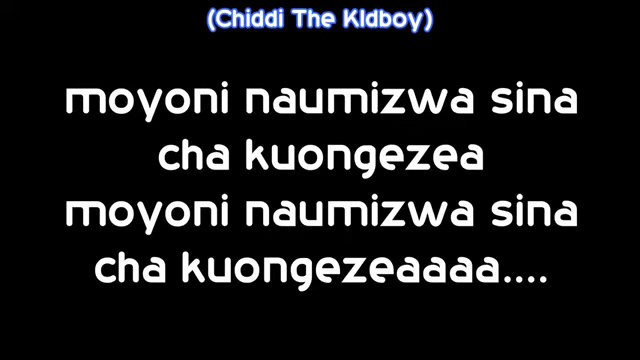 (Chiddi The KIdboy)
moyoni naumizwa sina
cha kuongezea
moyoni naumizwa sina
cha kuongezeaaaa....